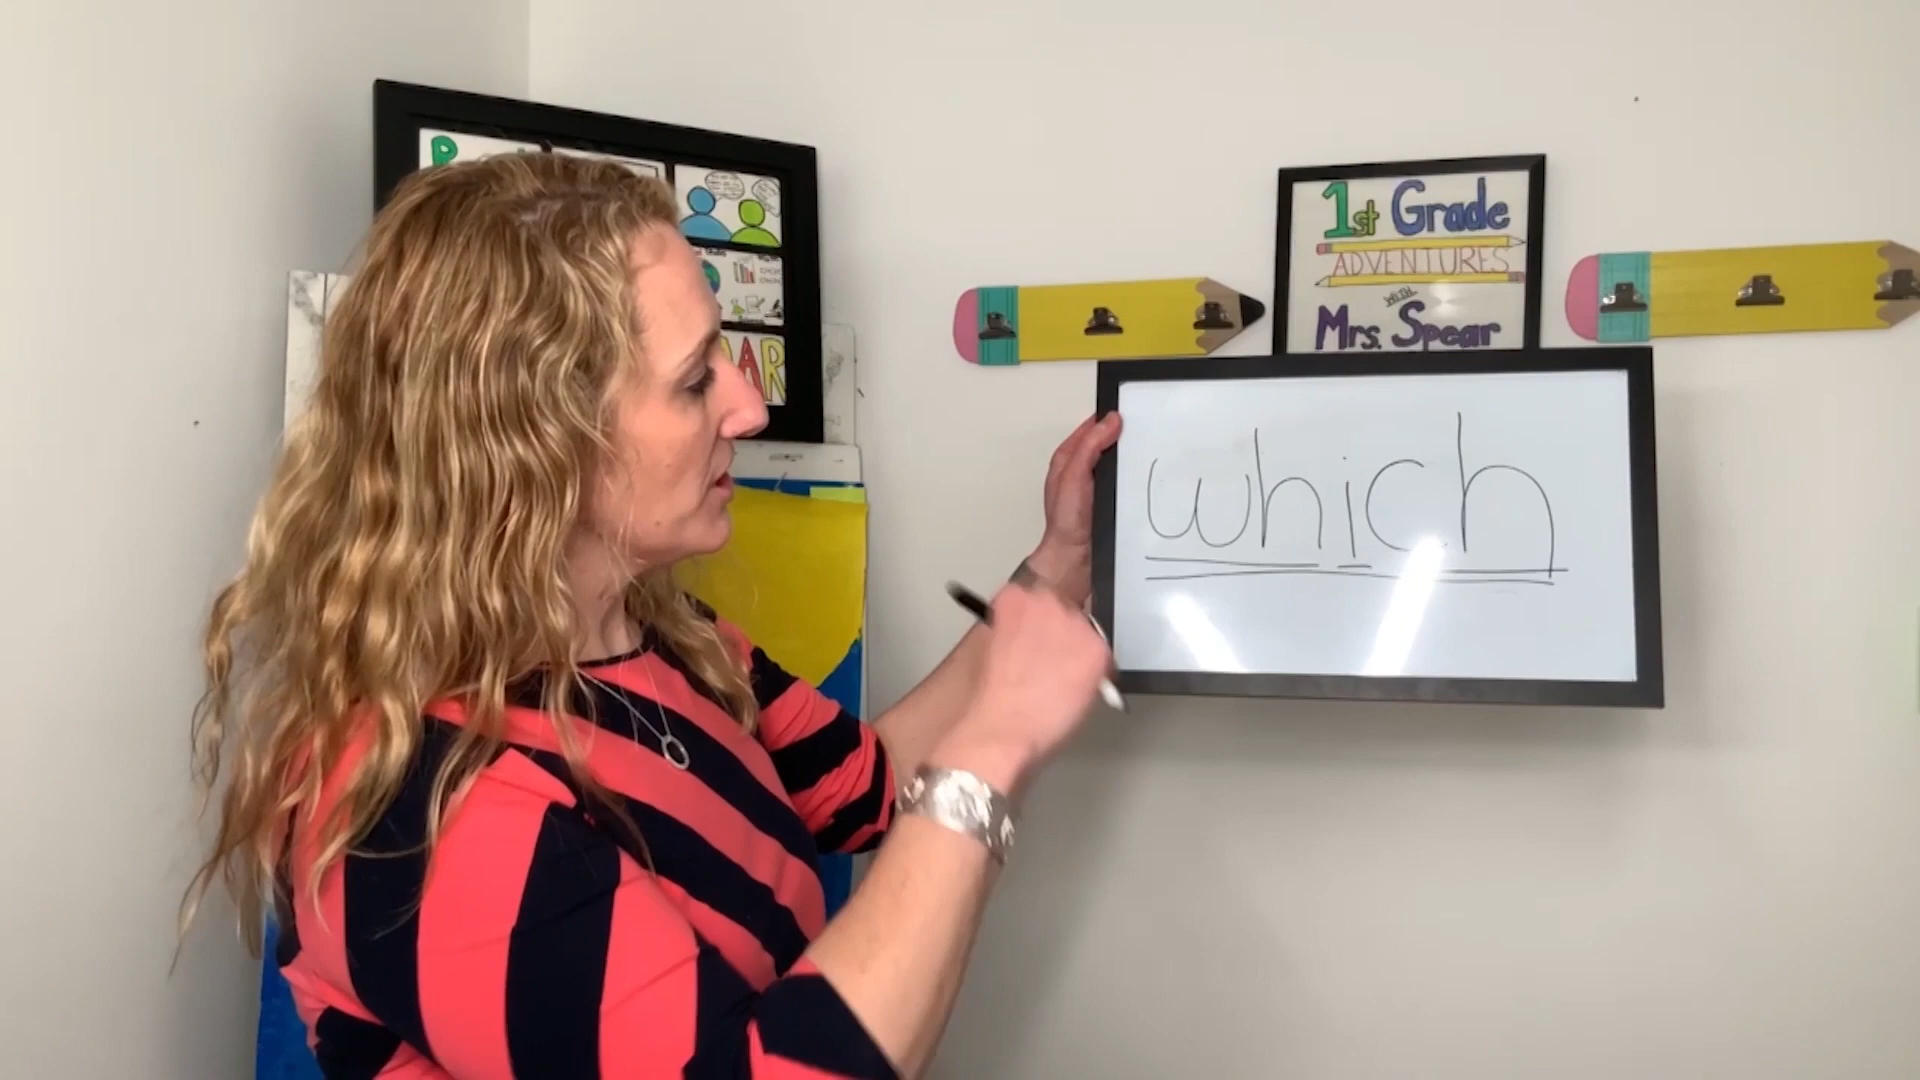 1st Grade
ADVENTURES
WITH
Mrs. Spear
which